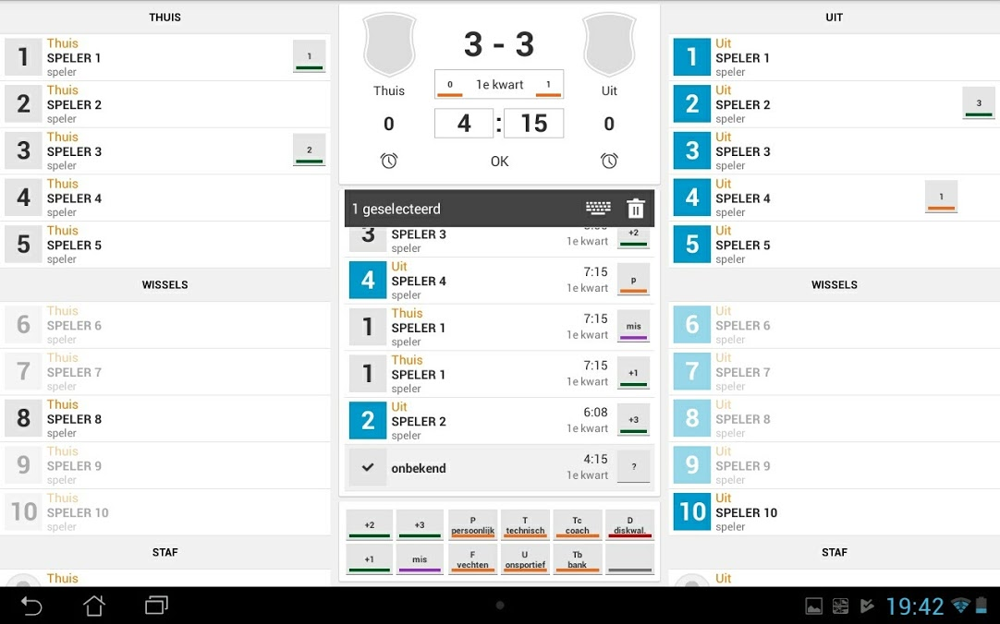 THUIS
1
Thuis
SPELER 1
speler
1
2
Thuis
SPELER 2
speler
3
Thuis
SPELER 3
speler
2
4
Thuis
SPELER 4
speler
5
Thuis
SPELER 5
speler
WISSELS
6
Thuis
SPELER 6
speler
7
Thuis
SPELER 7
speler
8
Thuis
SPELER 8
speler
9
Thuis
SPELER 9
speler
10
Thuis
SPELER 10
speler
STAF
Thuis
3 - 3
Thuis
0 1e kwart 1
Uit
0
4 : 15
0
OK
1 geselecteerd
3
SPELER 3
speler
1e kwart
+2
4
Uit
SPELER 4
speler
7:15
1e kwart
p
1
Thuis
SPELER 1
speler
7:15
1e kwart
mis
1
Thuis
SPELER 1
speler
7:15
1e kwart
+1
2
Uit
SPELER 2
speler
6:08
1e kwart
+3
onbekend
4:15
1e kwart
?
+2
+3
P
persoonlijk
T
technisch
Tc
coach
D
diskwal.
+1
mis
F
vechten
U
onsportief
Tb
bank
UIT
1
Uit
SPELER 1
speler
2
Uit
SPELER 2
speler
3
3
Uit
SPELER 3
speler
4
Uit
SPELER 4
speler
1
5
Uit
SPELER 5
speler
WISSELS
6
Uit
SPELER 6
speler
7
Uit
SPELER 7
speler
8
Uit
SPELER 8
speler
9
Uit
SPELER 9
speler
10
Uit
SPELER 10
speler
STAF
Uit
19:42